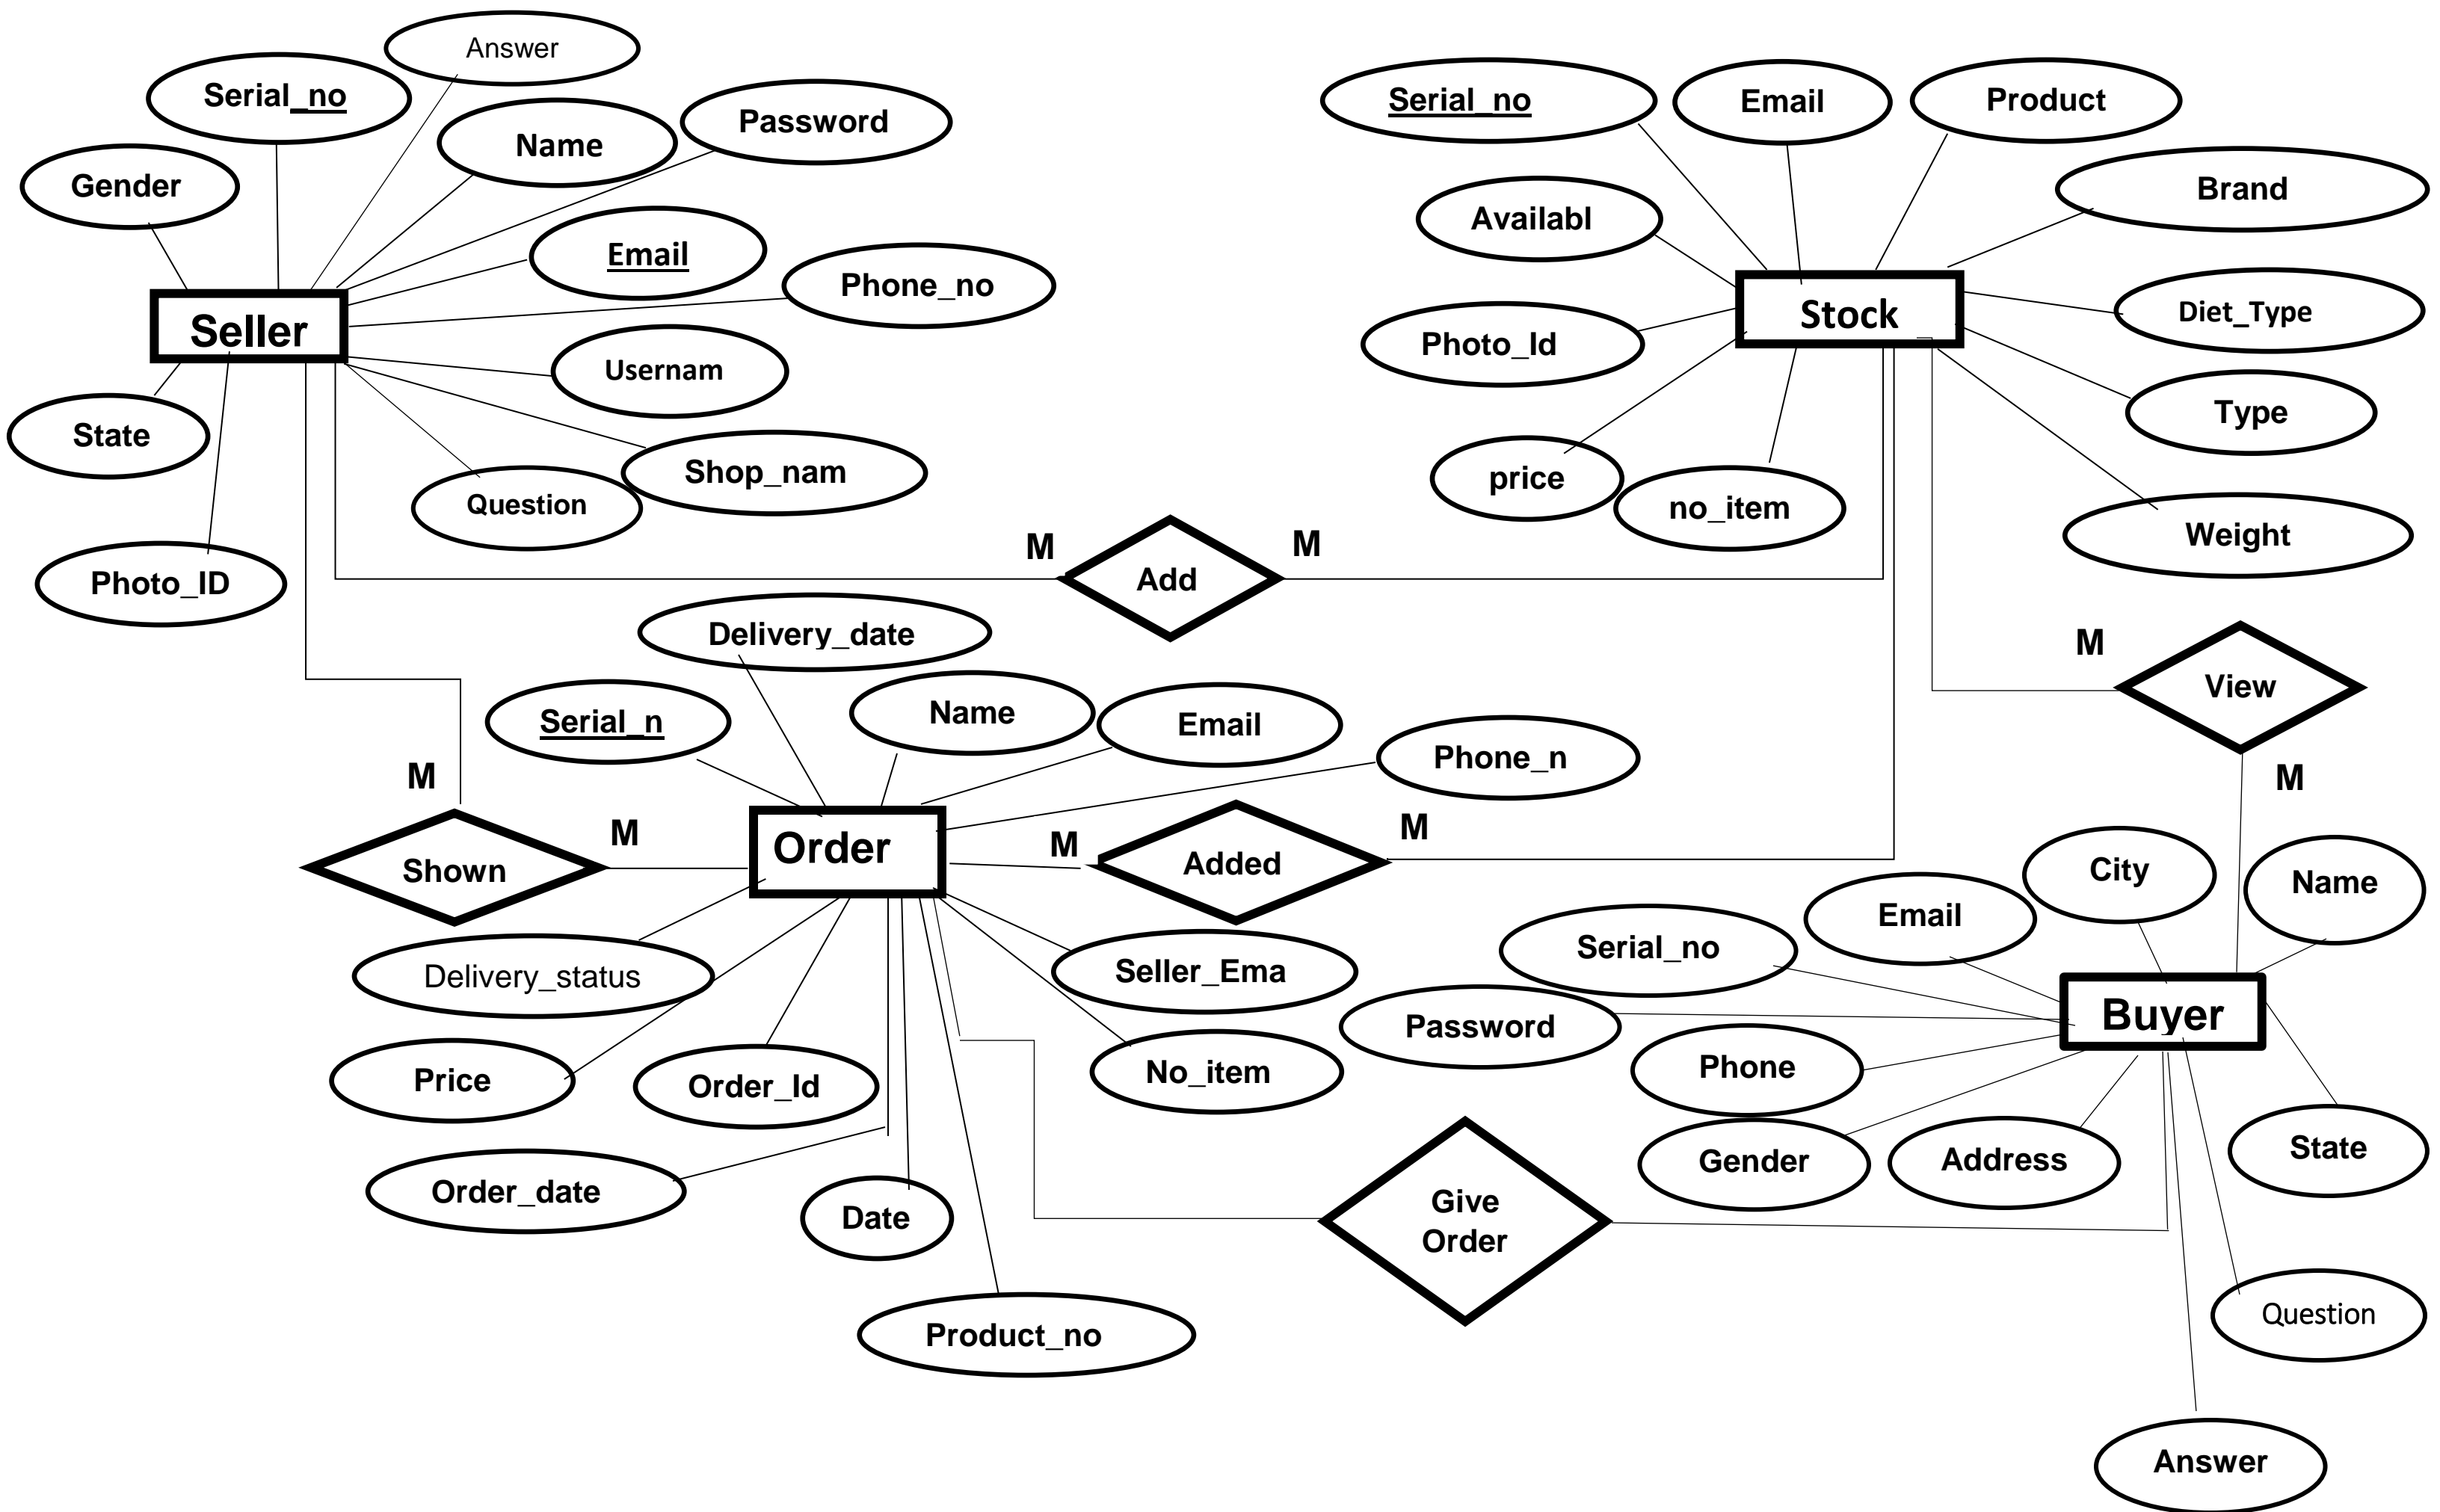 Answer
Serial_no
Name
Password
Gender
Email
Phone_no
Seller
Usernam
State
Shop_nam
Question
Photo_ID
Serial_no
Email
Product
Availabl
Brand
Stock
Diet_Type
Photo_Id
Type
price
no_item
Weight
M
Add
M
M
View
M
Delivery_date
Serial_n
Name
Email
Phone_n
M
Shown
M
Order
M
Added
M
Delivery_status
Seller_Ema
Price
Order_Id
No_item
Order_date
Date
Product_no
Give
Order
City
Name
Email
Serial_no
Buyer
Password
Phone
Gender
Address
State
Question
Answer